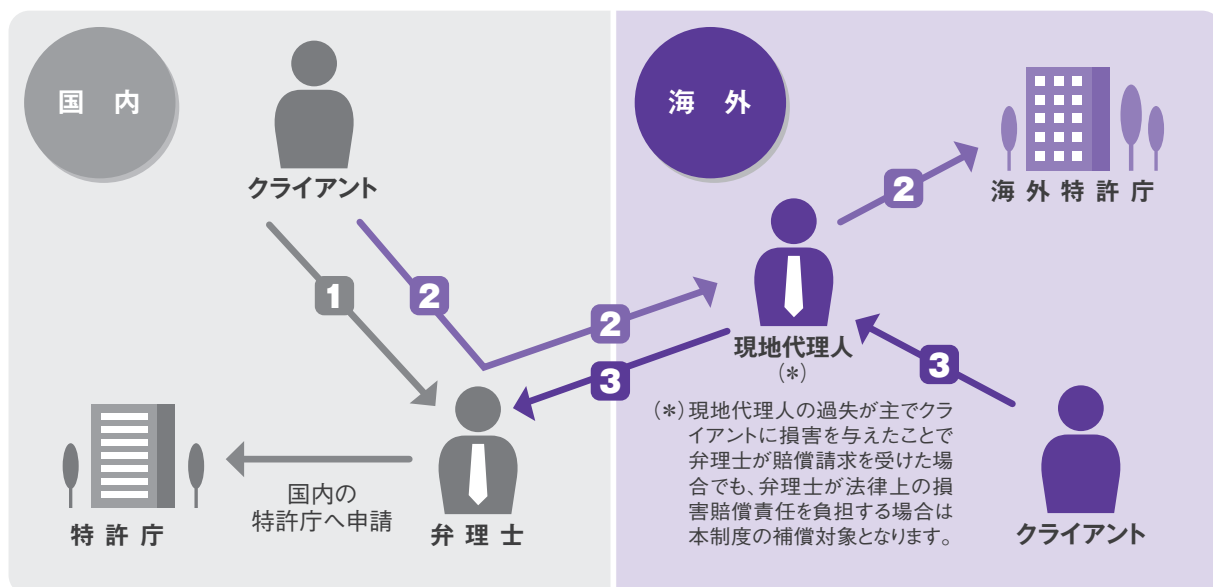 国 内
クライアント
1
2
特許庁
国内の
特許庁へ申請
弁理士
海 外
2
海外特許庁
2
3
現地代理人
(*)
3
(*)現地代理人の過失が主でクラ
イアントに損害を与えたことで
弁理士が賠償請求を受けた場
合でも、弁理士が法律上の損
害賠償責任を負担する場合は
本制度の補償対象となります。
クライアント